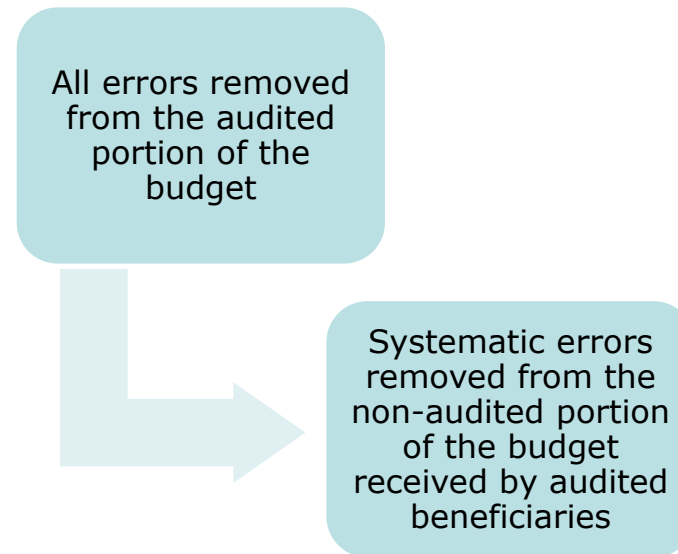 All errors removed
from the audited
portion of the
budget
Systematic errors
removed from the
non-audited portion
of the budget
received by audited
beneficiaries